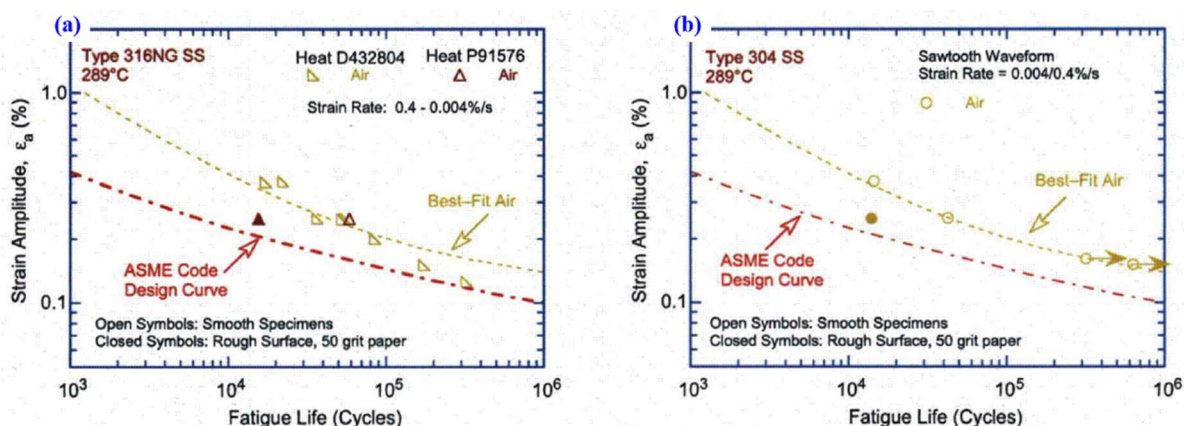 (a)
Type 316NG SS
289°C
Heat D432804 Heat P91576
Air Air
Strain Rate: 0.4 - 0.004%/s
1.0
0.1
Strain Amplitude, εa (%)
Best–Fit Air
ASME Code
Design Curve
Open Symbols: Smooth Specimens
Closed Symbols: Rough Surface, 50 grit paper
10³ 10⁴ 10⁵ 10⁶
Fatigue Life (Cycles)
(b)
Type 304 SS
289°C
Sawtooth Waveform
Strain Rate = 0.004/0.4%/s
Air
1.0
0.1
Strain Amplitude, εa (%)
Best–Fit Air
ASME Code
Design Curve
Open Symbols: Smooth Specimens
Closed Symbols: Rough Surface, 50 grit paper
10³ 10⁴ 10⁵ 10⁶
Fatigue Life (Cycles)